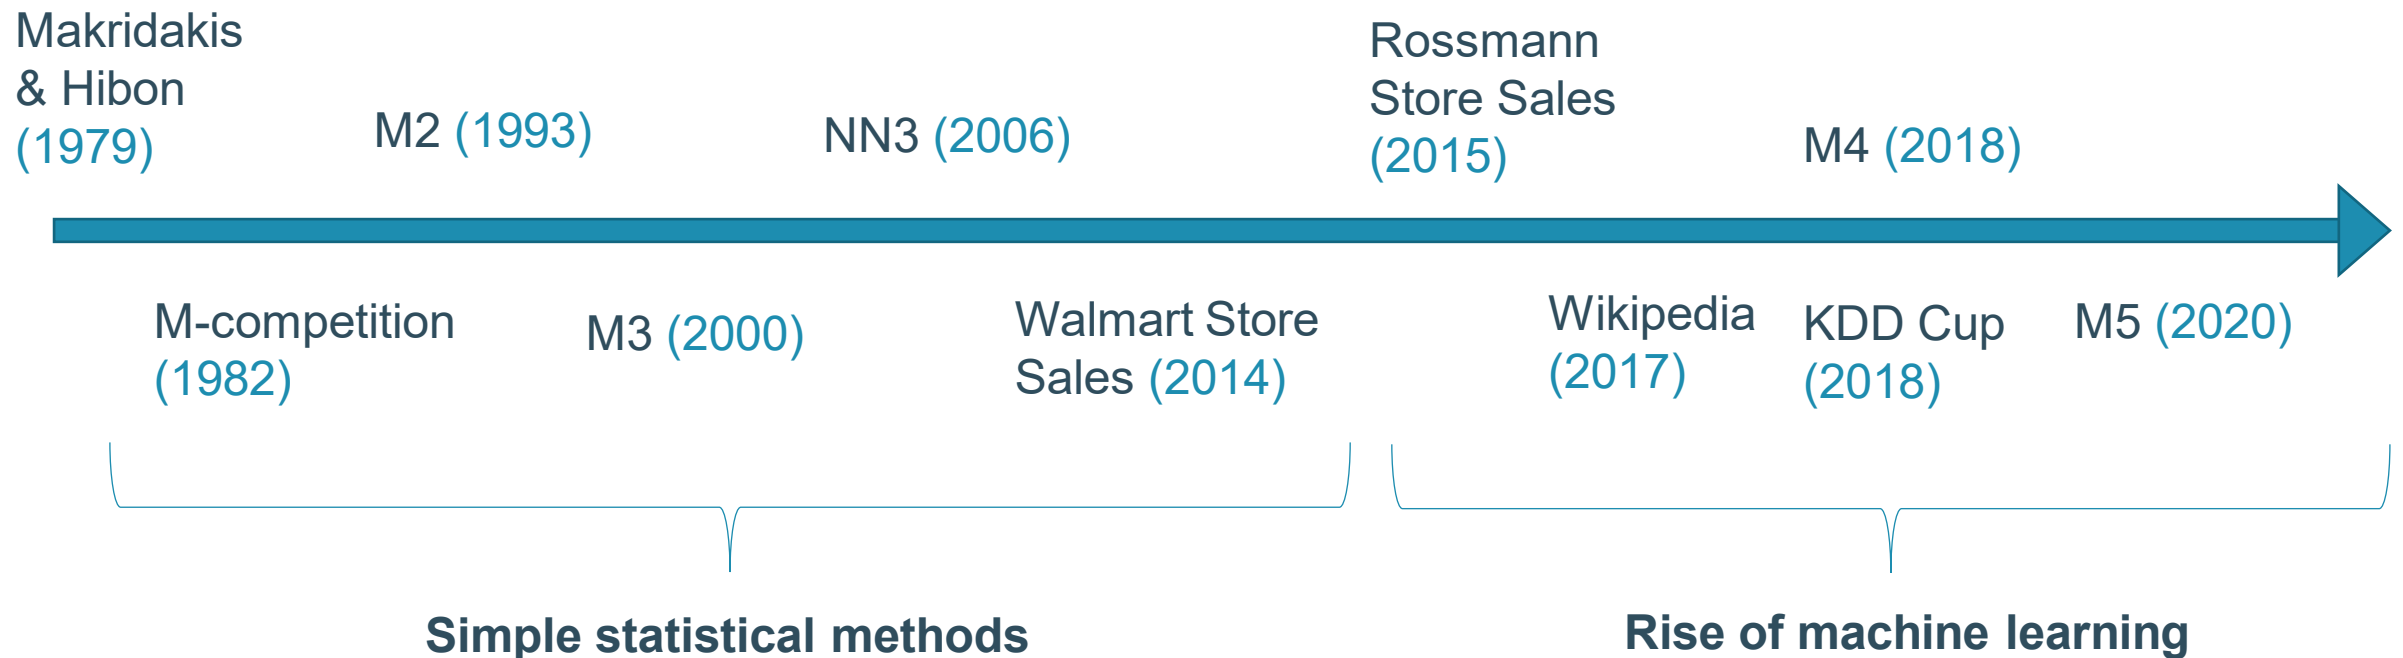 Makridakis
& Hibon
(1979)
M2 (1993)
NN3 (2006)
Rossmann
Store Sales
(2015)
M4 (2018)
M-competition
(1982)
M3 (2000)
Walmart Store
Sales (2014)
Wikipedia
(2017)
KDD Cup
(2018)
M5 (2020)
Simple statistical methods
Rise of machine learning